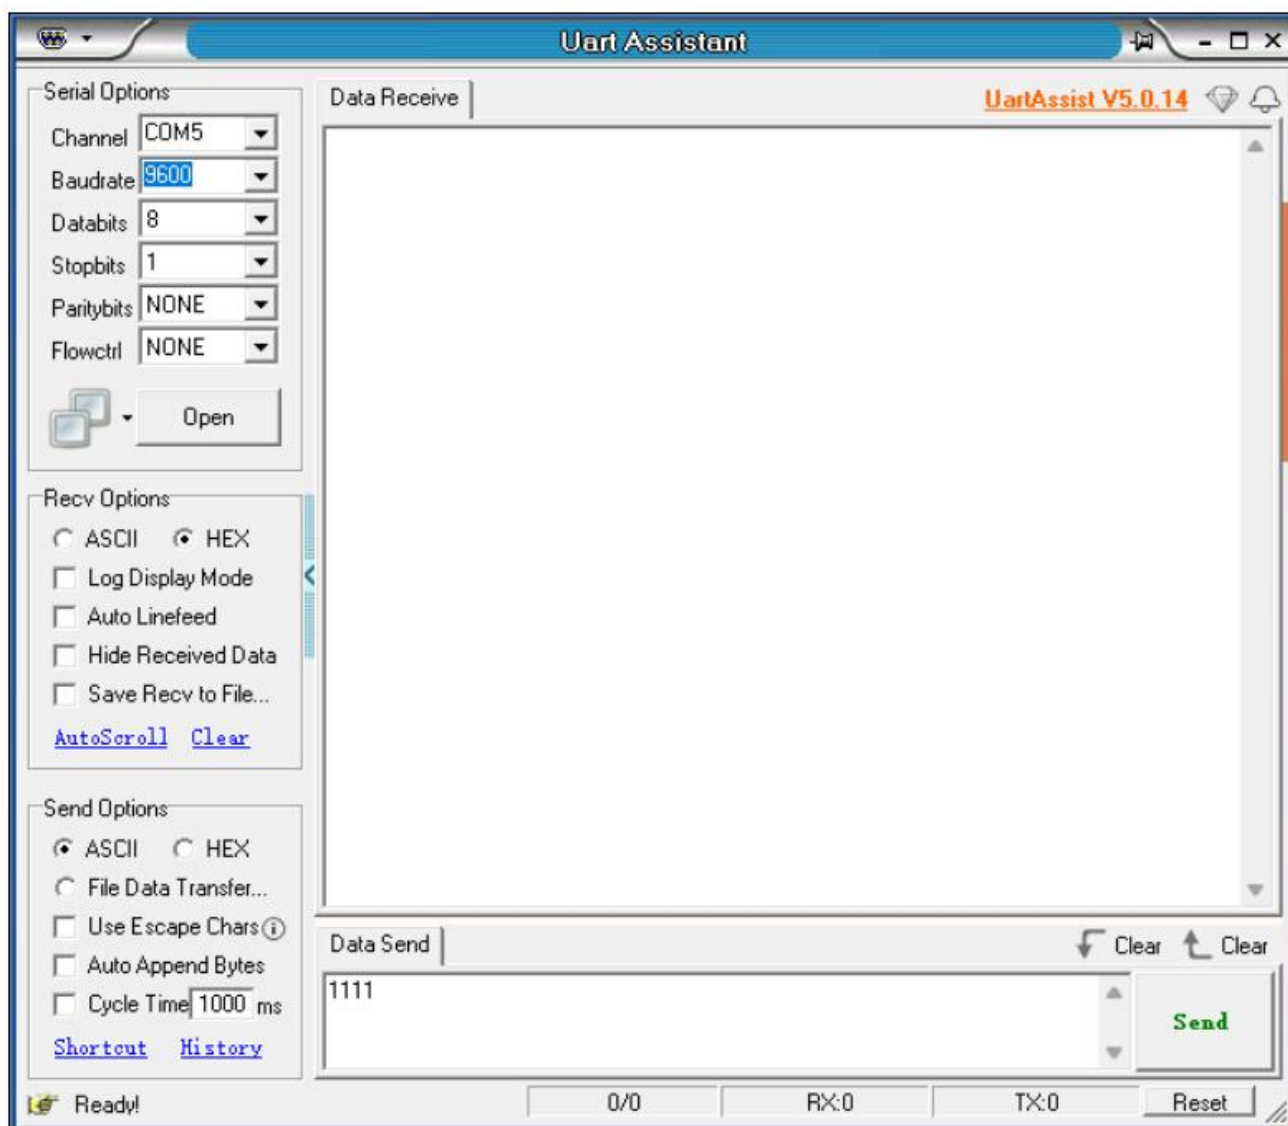 Uart Assistant
Serial Options
Channel COM5
Baudrate 9600
Databits 8
Stopbits 1
Paritybits NONE
Flowctrl NONE
Open
Recv Options
ASCII HEX
Log Display Mode
Auto Linefeed
Hide Received Data
Save Recv to File...
AutoScroll Clear
Send Options
ASCII HEX
File Data Transfer...
Use Escape Chars
Auto Append Bytes
Cycle Time 1000 ms
Shortcut History
Data Receive
UartAssist V5.0.14
Data Send
Clear Clear
1111
Send
Ready!
0/0
RX:0
TX:0
Reset